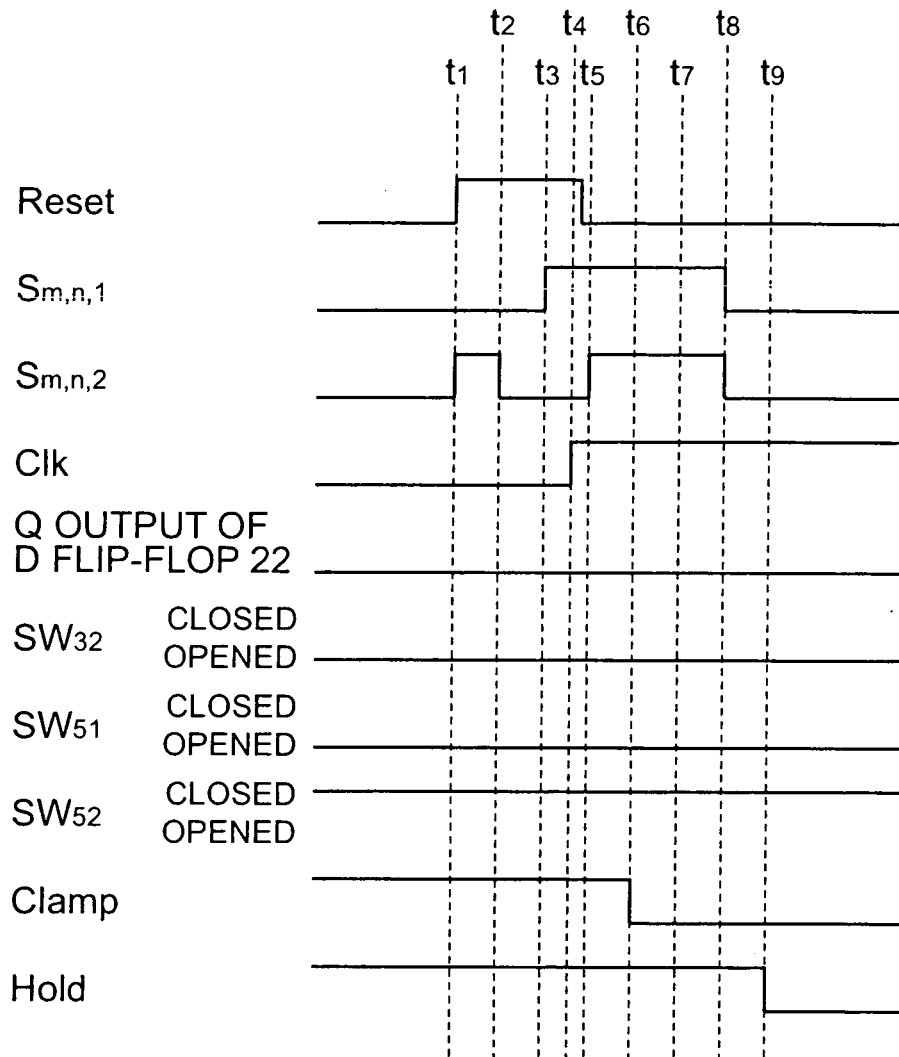 t2 t4 t6 t8
t1 t3 t5 t7 t9
Reset
Sm,n,1
Sm,n,2
Clk
Q OUTPUT OF
D FLIP-FLOP 22
SW32 CLOSED
OPENED
SW51 CLOSED
OPENED
SW52 CLOSED
OPENED
Clamp
Hold